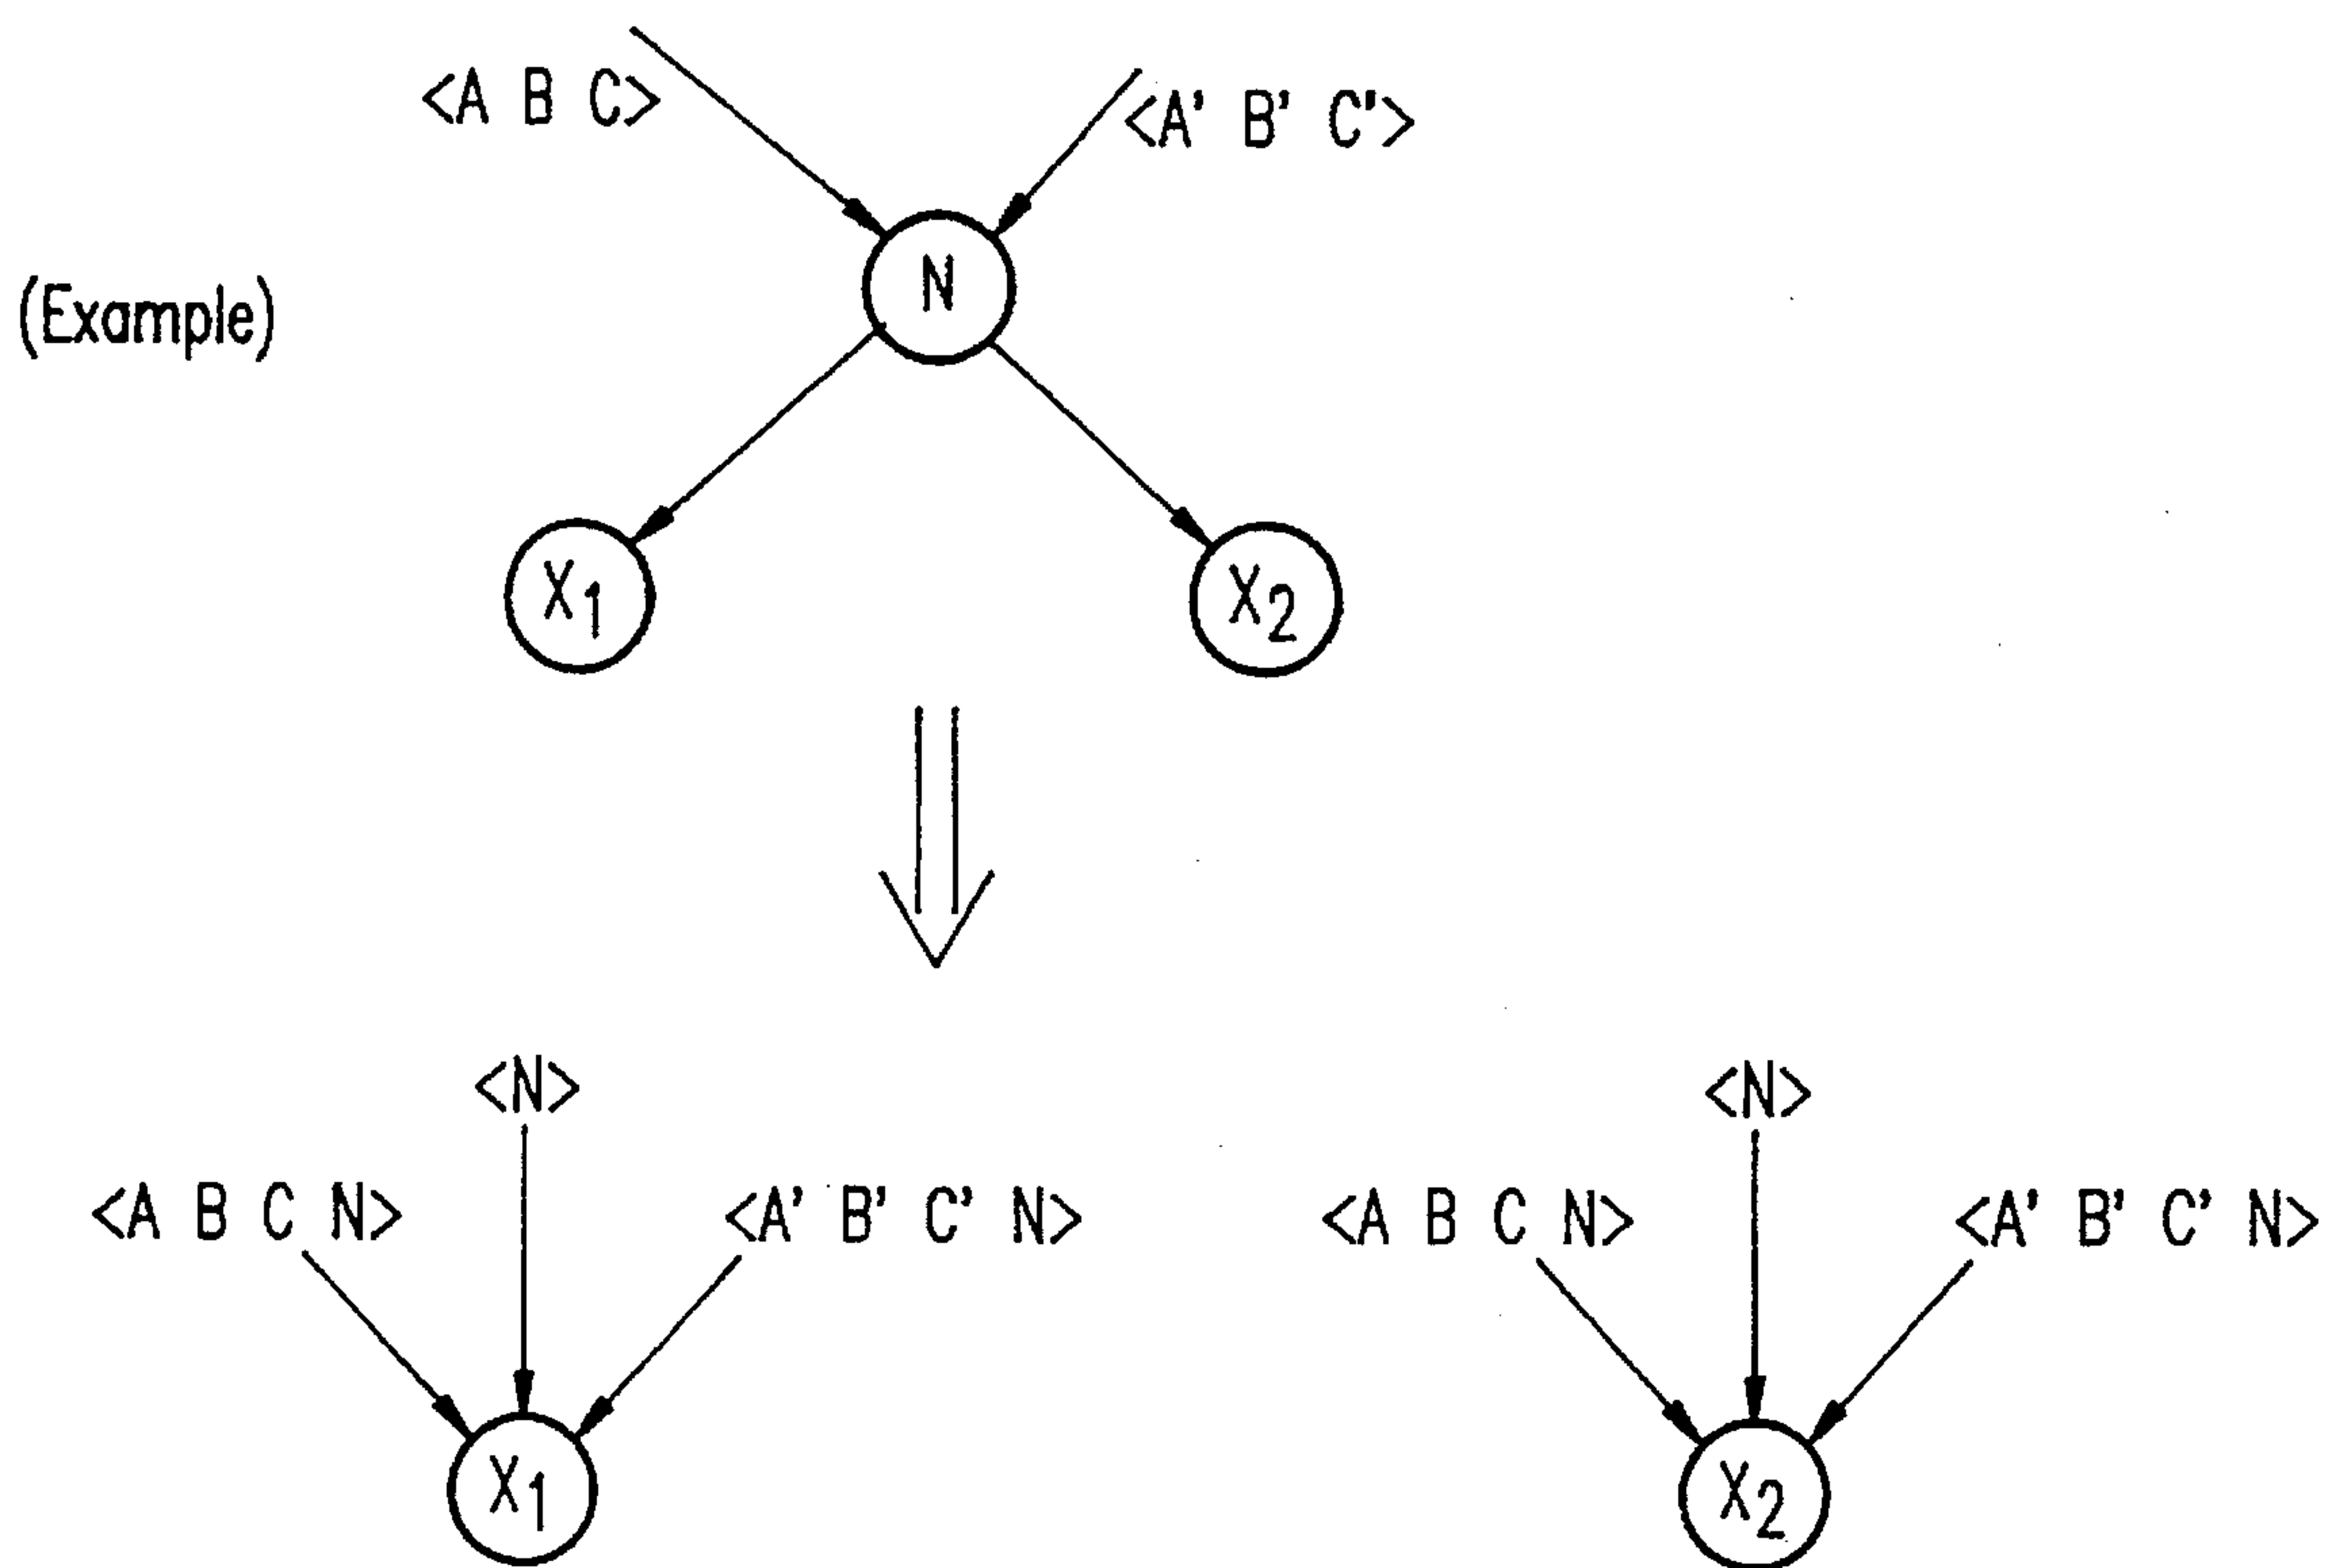 <A B C>
<A' B' C'>
N
(Example)
X1
X2
<N>
<N>
<A B C N>
<A' B' C' N>
<A B C N>
<A' B' C' N>
X1
X2